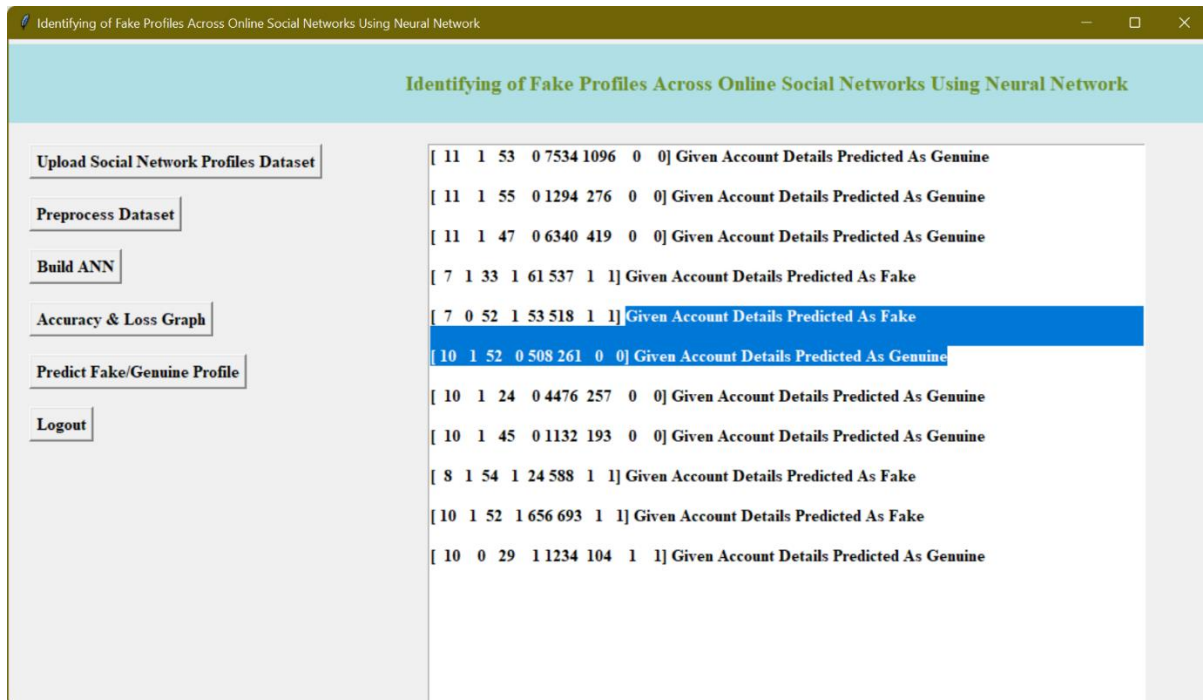 Identifying of Fake Profiles Across Online Social Networks Using Neural Network
Identifying of Fake Profiles Across Online Social Networks Using Neural Network
Upload Social Network Profiles Dataset
Preprocess Dataset
Build ANN
Accuracy & Loss Graph
Predict Fake/Genuine Profile
Logout
[ 11 1 53 0 7534 1096 0 0] Given Account Details Predicted As Genuine
[ 11 1 55 0 1294 276 0 0] Given Account Details Predicted As Genuine
[ 11 1 47 0 6340 419 0 0] Given Account Details Predicted As Genuine
[ 7 1 33 1 61 537 1 1] Given Account Details Predicted As Fake
[ 7 0 52 1 53 518 1 1] Given Account Details Predicted As Fake
[ 10 1 52 0 508 261 0 0] Given Account Details Predicted As Genuine
[ 10 1 24 0 4476 257 0 0] Given Account Details Predicted As Genuine
[ 10 1 45 0 1132 193 0 0] Given Account Details Predicted As Genuine
[ 8 1 54 1 24 588 1 1] Given Account Details Predicted As Fake
[ 10 1 52 1 656 693 1 1] Given Account Details Predicted As Fake
[ 10 0 29 1 1234 104 1 1] Given Account Details Predicted As Genuine